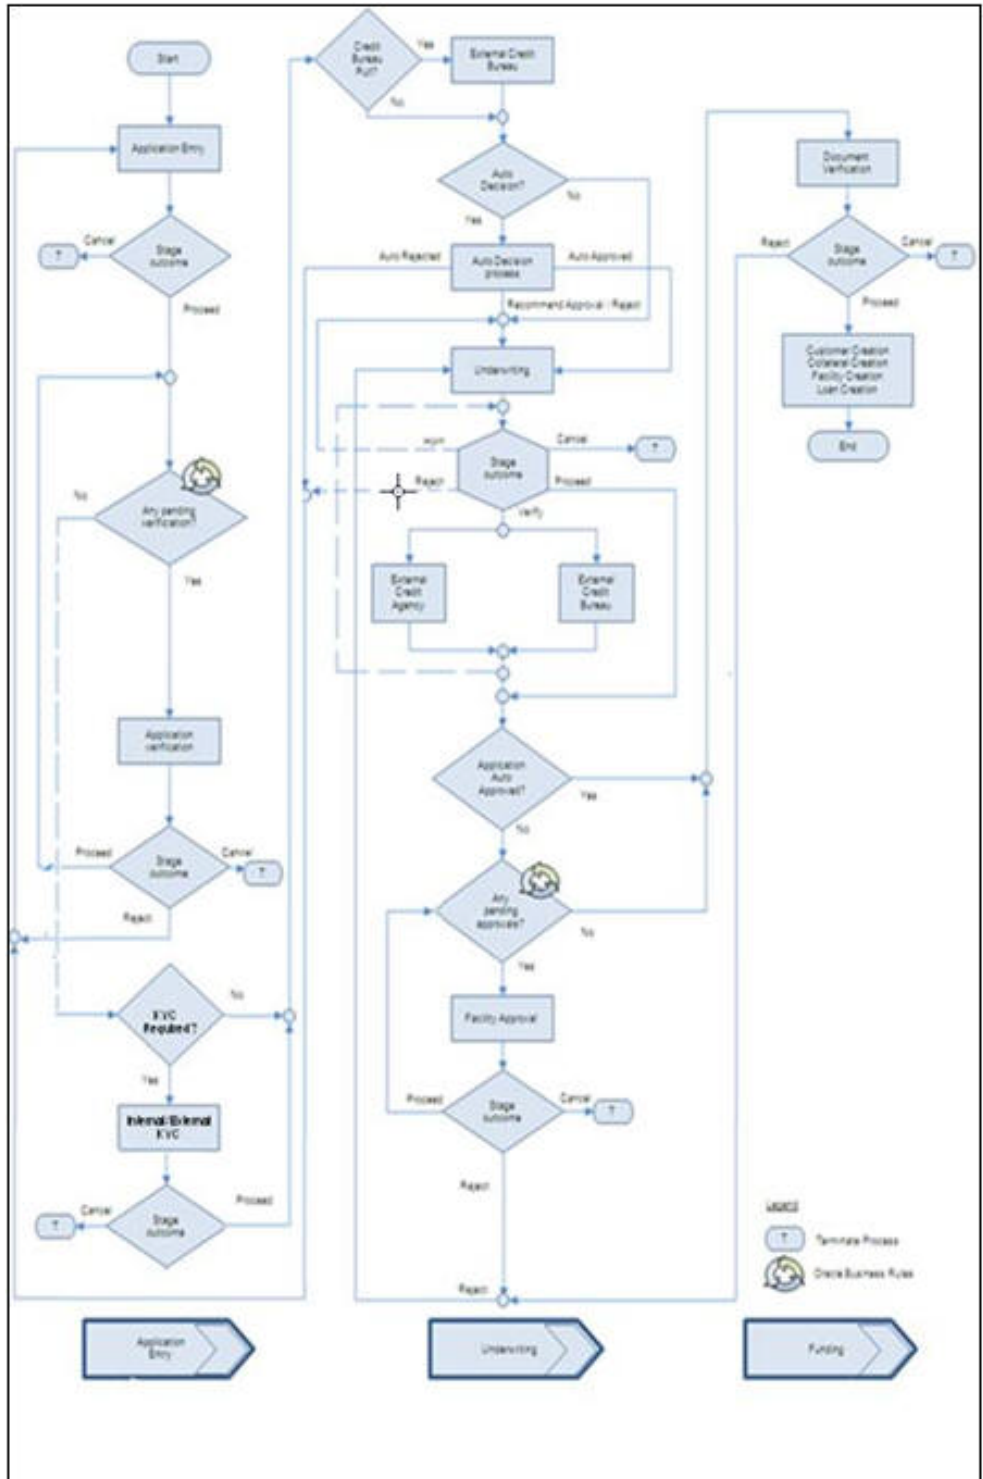 Start
Application Entry
Stage
outcome
Cancel
T
Proceed
Any pending
verification?
No
Yes
Application
verification
Stage
outcome
Proceed
Cancel
T
Reject
KYC
Required?
No
Yes
Internal/External
KYC
Stage
outcome
Cancel
T
Proceed
Application
Entry
Credit
Bureau
Pull?
Yes
External Credit
Bureau
No
Auto
Decision?
No
Yes
Auto Rejected
Auto Decision
process
Auto Approved
Recommend Approval / Reject
Underwriting
Stage
outcome
Cancel
T
Reject
Proceed
Verify
External
Credit
Agency
External
Credit
Bureau
Application
Auto
Approved?
Yes
No
Any
pending
approvals?
No
Yes
Facility Approval
Stage
outcome
Proceed
Cancel
T
Reject
Reject
Underwriting
Document
Verification
Stage
outcome
Reject
Cancel
T
Proceed
Customer Creation
Collateral Creation
Facility Creation
Loan Creation
End
Legend
T
Terminate Process
Oracle Business Rules
Funding